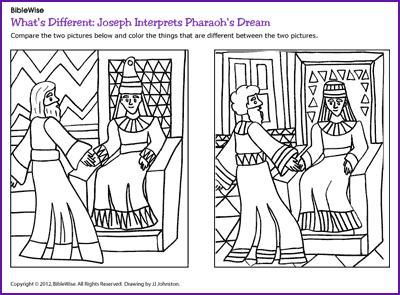 BibleWise
What's Different: Joseph Interprets Pharaoh's Dream
Compare the two pictures below and color the things that are different between the two pictures.
Copyright © 2012, BibleWise. All Rights Reserved. Drawing by JJ Johnston.